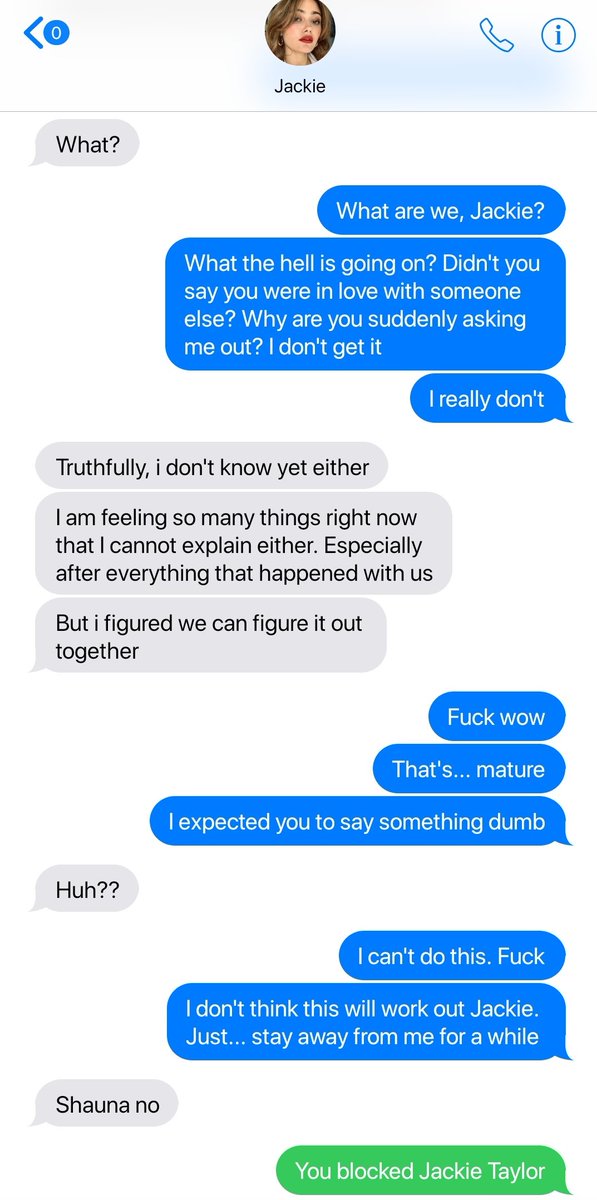 0
Jackie
What?
What are we, Jackie?
What the hell is going on? Didn't you
say you were in love with someone
else? Why are you suddenly asking
me out? I don't get it
I really don't
Truthfully, i don't know yet either
I am feeling so many things right now
that I cannot explain either. Especially
after everything that happened with us
But i figured we can figure it out
together
Fuck wow
That's... mature
I expected you to say something dumb
Huh??
I can't do this. Fuck
I don't think this will work out Jackie.
Just... stay away from me for a while
Shauna no
You blocked Jackie Taylor